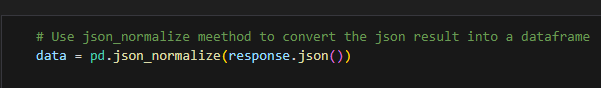 # Use json_normalize meethod to convert the json result into a dataframe
data = pd.json_normalize(response.json())